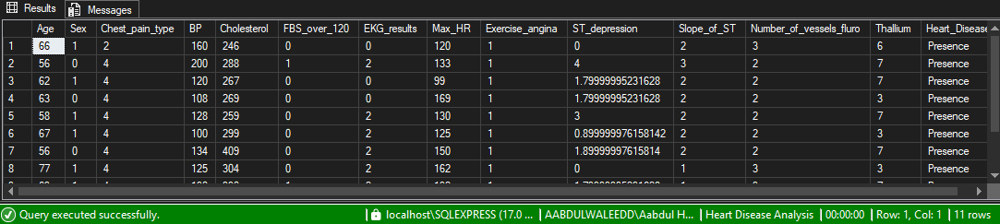 Results Messages
Age Sex Chest_pain_type BP Cholesterol FBS_over_120 EKG_results Max_HR Exercise_angina ST_depression Slope_of_ST Number_of_vessels_fluro Thallium Heart_Disease
1 66 1 2 160 246 0 0 120 1 0 2 3 6 Presence
2 56 0 4 200 288 1 2 133 1 4 3 2 7 Presence
3 62 1 4 120 267 0 0 99 1 1.79999995231628 2 2 7 Presence
4 63 0 4 108 269 0 0 169 1 1.79999995231628 2 2 3 Presence
5 58 1 4 128 259 0 2 130 1 3 2 2 7 Presence
6 67 1 4 100 299 0 2 125 1 0.899999976158142 2 2 3 Presence
7 56 0 4 134 409 0 2 150 1 1.89999997615814 2 2 7 Presence
8 77 1 4 125 304 0 2 162 1 0 1 3 3 Presence
Query executed successfully. localhost\SQLEXPRESS (17.0 ... AABDULWALEEDD\Aabdul H... Heart Disease Analysis 00:00:00 Row: 1, Col: 1 11 rows